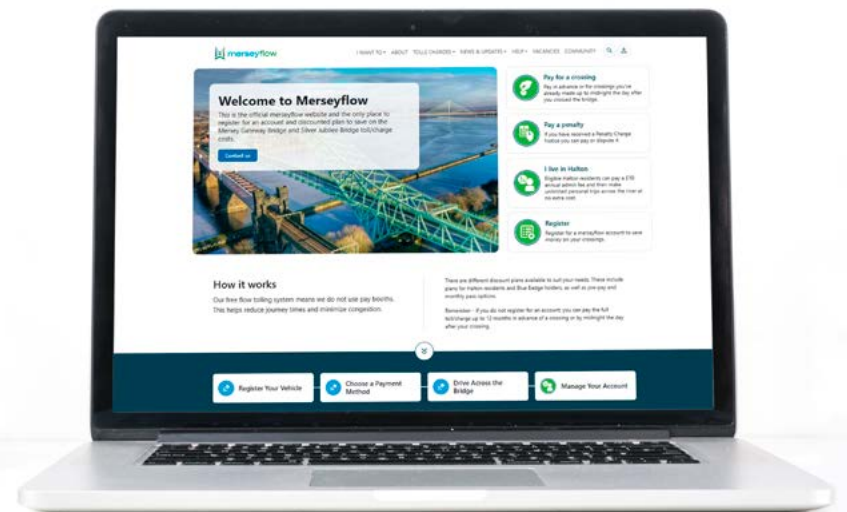 merseyflow
I WANT TO ABOUT TOLLS CHARGES NEWS & UPDATES HELP VACANCIES COMMUNITY
Welcome to Merseyflow
This is the official merseyflow website and the only place to
register for an account and discounted plan to save on the
Mersey Gateway Bridge and Silver Jubilee Bridge toll/charge
costs.
Contact us
Pay for a crossing
Pay in advance or for crossings you've
already made up to midnight the day after
you crossed the bridge.
Pay a penalty
If you have received a Penalty Charge
Notice you can pay or dispute it.
I live in Halton
Eligible Halton residents can pay a £10
annual admin fee and then make
unlimited personal trips across the river at
no extra cost.
Register
Register for a merseyflow account to save
money on your crossings.
How it works
Our free flow tolling system means we do not use pay booths.
This helps reduce journey times and minimize congestion.
There are different discount plans available to suit your needs. These include
plans for Halton residents and Blue Badge holders, as well as pre-pay and
monthly pass options.
Remember - if you do not register for an account you can pay the full
toll/charge up to 12 months in advance of a crossing or by midnight the day
after your crossing.
Register Your Vehicle
Choose a Payment
Method
Drive Across the
Bridge
Manage Your Account